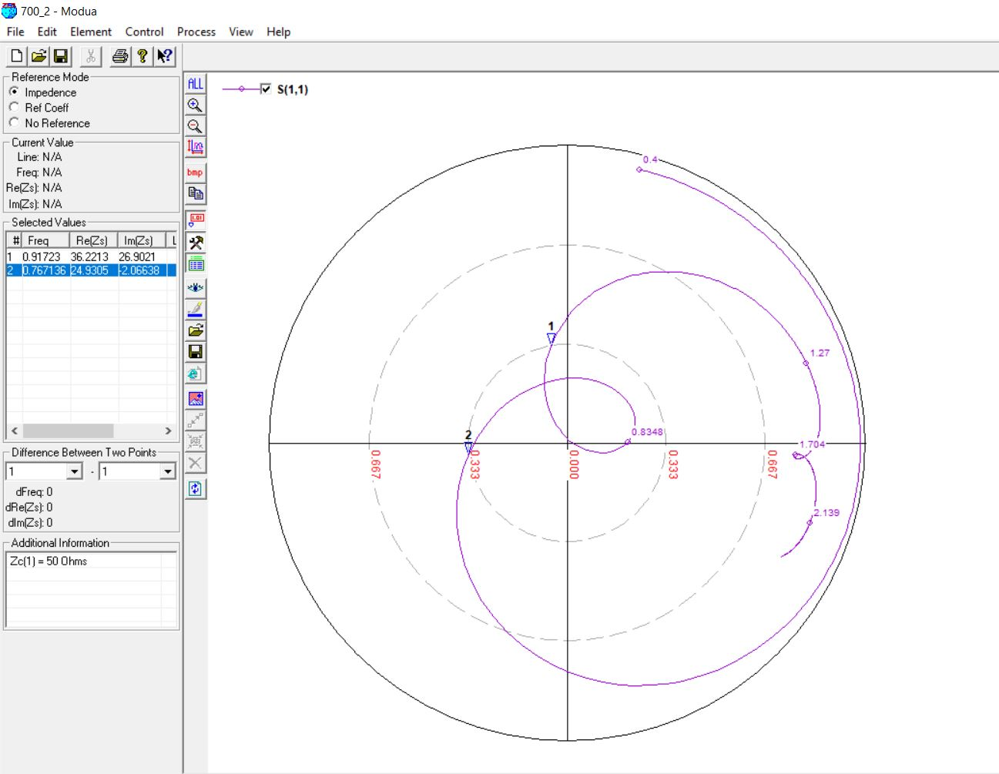 700_2 - Modua
File Edit Element Control Process View Help
Reference Mode
Impedence
Ref Coeff
No Reference
Current Value
Line: N/A
Freq: N/A
Re(Zs): N/A
Im(Zs): N/A
Selected Values
# Freq Re(Zs) Im(Zs) L
1 0.91723 36.2213 26.9021
2 0.767136 24.9305 -2.06638
Difference Between Two Points
1 - 1
dFreq: 0
dRe(Zs): 0
dIm(Zs): 0
Additional Information
Zc(1) = 50 Ohms
ALL
bmp
1.01
S(1,1)
0.4
1
1.27
2
0.8348
1.704
0.667
0.333
0.000
0.333
0.667
2.139